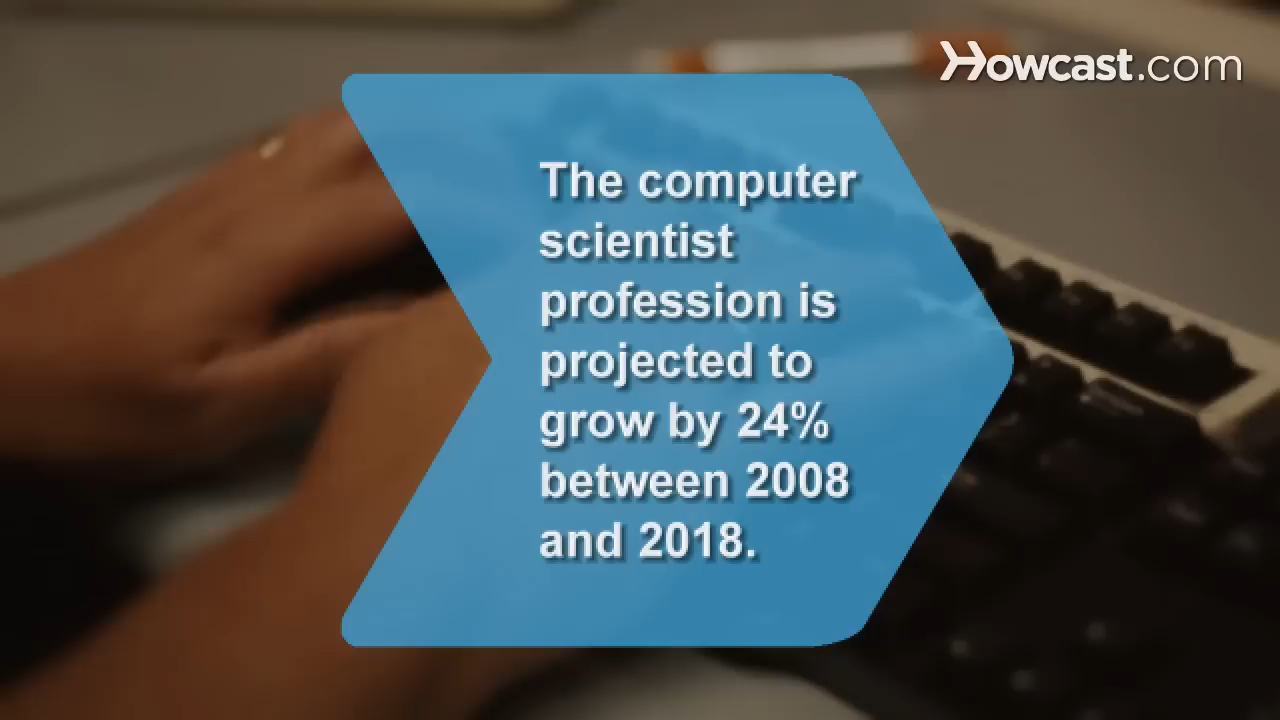 Howcast.com
The computer
scientist
profession is
projected to
grow by 24%
between 2008
and 2018.